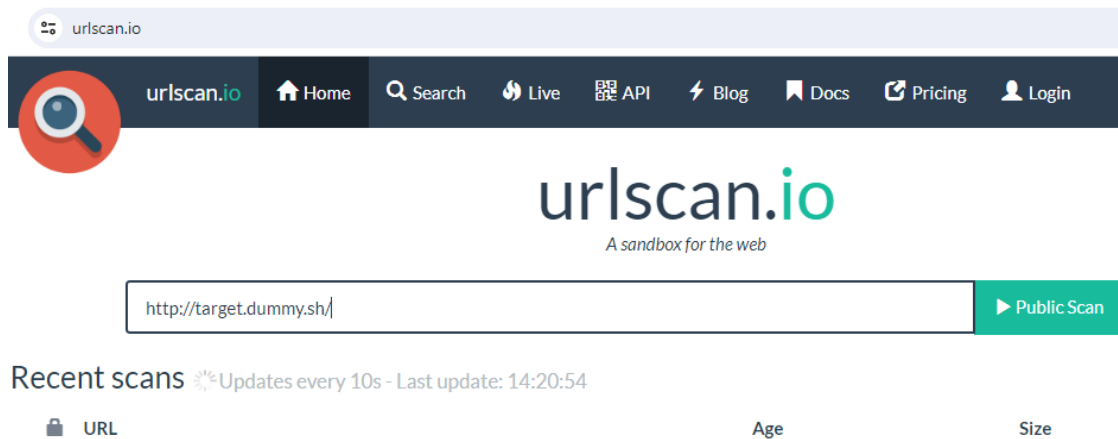 urlscan.io
urlscan.io Home Search Live API Blog Docs Pricing Login
urlscan.io
A sandbox for the web
http://target.dummy.sh/ Public Scan
Recent scans Updates every 10s - Last update: 14:20:54
URL Age Size